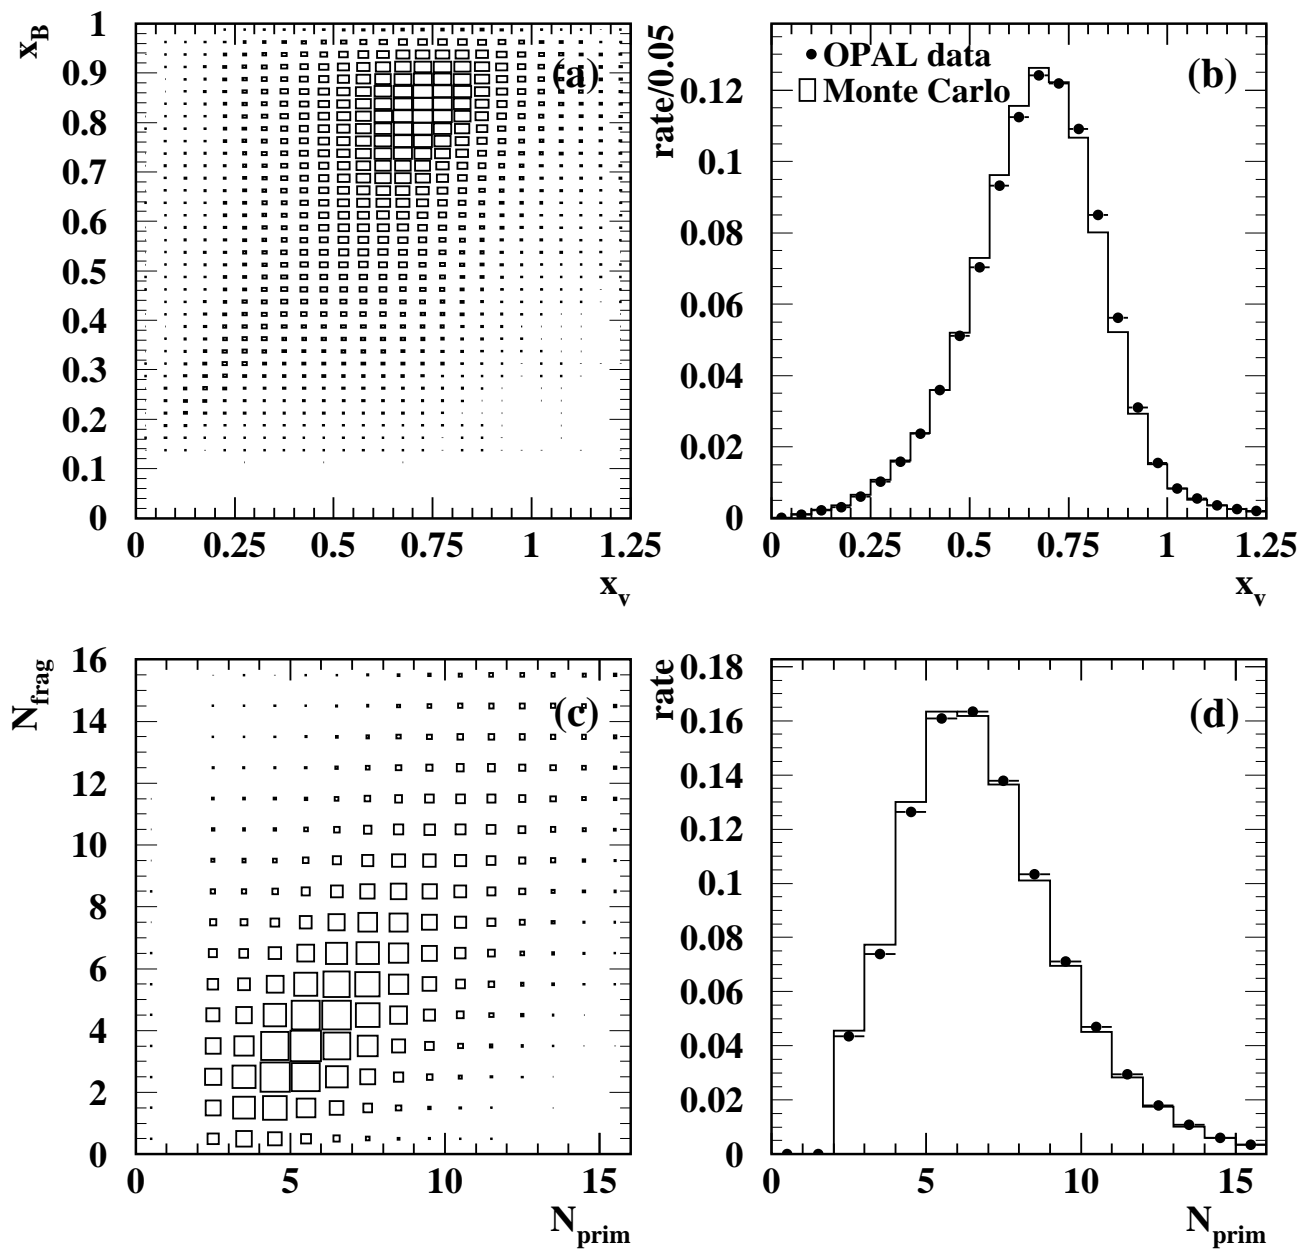 x_B
1
0.9
0.8
0.7
0.6
0.5
0.4
0.3
0.2
0.1
0
0 0.25 0.5 0.75 1 1.25
x_v
(a)
rate/0.05
0.12
0.1
0.08
0.06
0.04
0.02
0
0 0.25 0.5 0.75 1 1.25
x_v
OPAL data
Monte Carlo
(b)
N_frag
16
14
12
10
8
6
4
2
0
0 5 10 15
N_prim
(c)
rate
0.18
0.16
0.14
0.12
0.1
0.08
0.06
0.04
0.02
0
0 5 10 15
N_prim
(d)